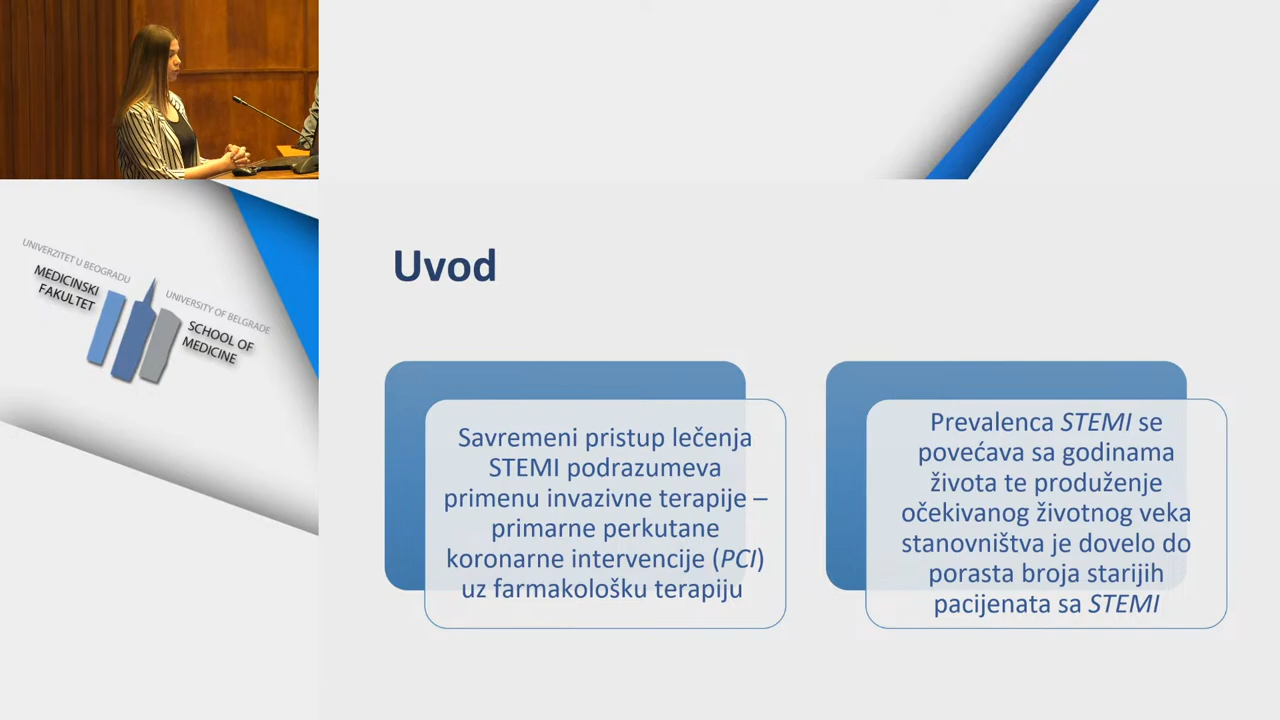 UNIVERZITET U BEOGRADU
MEDICINSKI
FAKULTET
UNIVERSITY OF BELGRADE
SCHOOL OF
MEDICINE
Uvod
Savremeni pristup lečenja
STEMI podrazumeva
primenu invazivne terapije –
primarne perkutane
koronarne intervencije (PCI)
uz farmakološku terapiju
Prevalenca STEMI se
povećava sa godinama
života te produženje
očekivanog životnog veka
stanovništva je dovelo do
porasta broja starijih
pacijenata sa STEMI